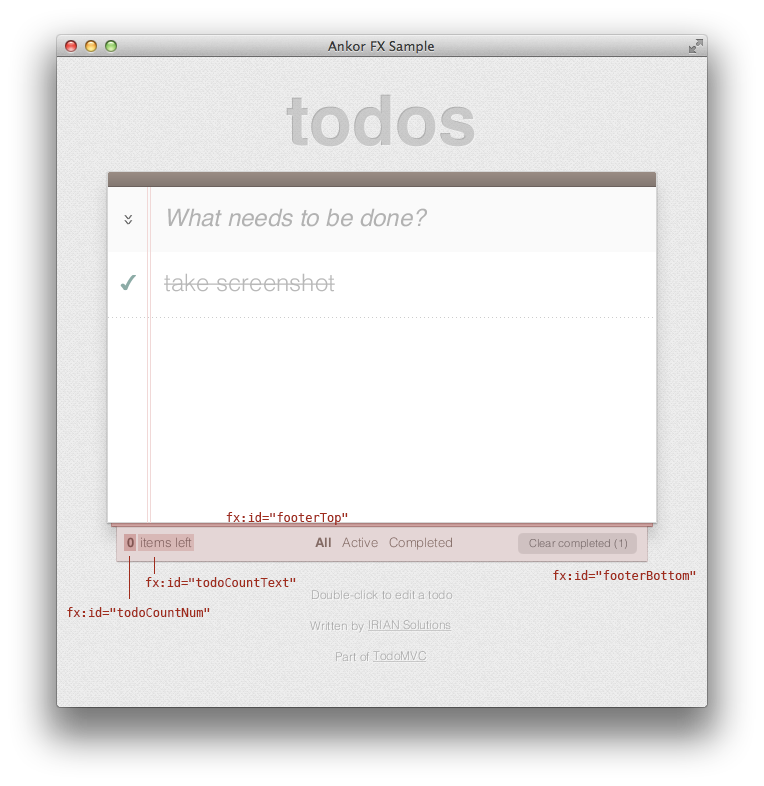 Ankor FX Sample
todos
What needs to be done?
take screenshot
fx:id="footerTop"
0 items left All Active Completed Clear completed (1)
fx:id="todoCountText" fx:id="footerBottom"
Double-click to edit a todo
fx:id="todoCountNum"
Written by IRIAN Solutions
Part of TodoMVC